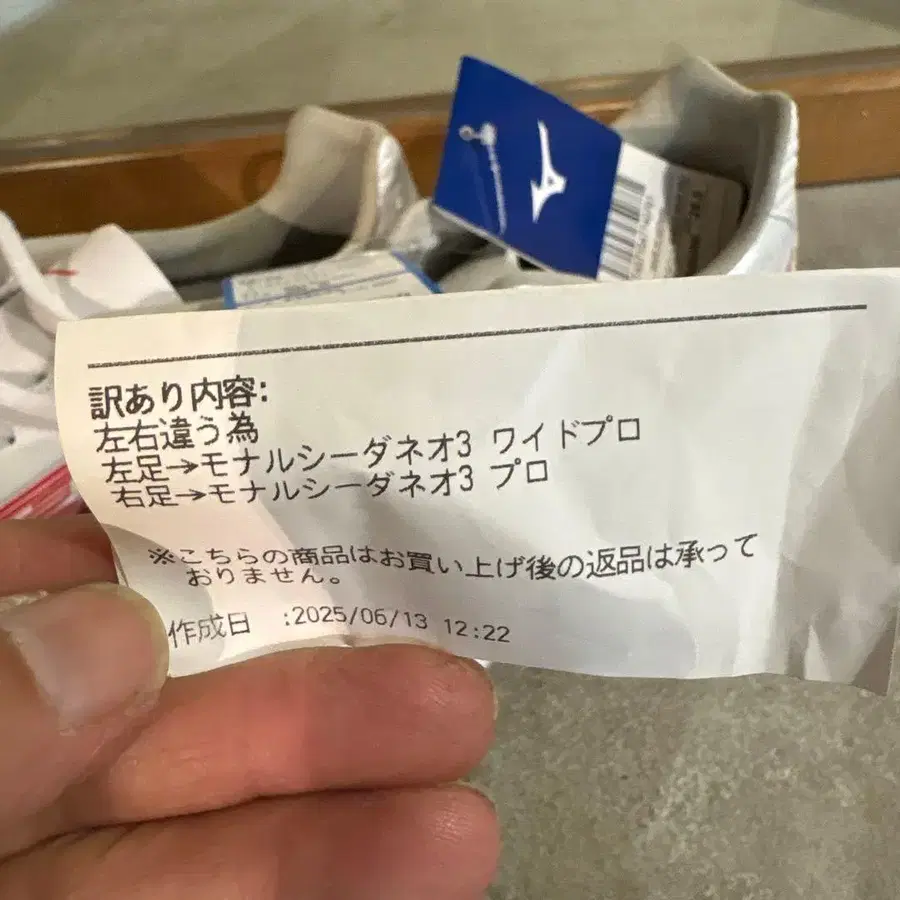 訳あり内容:
左右違う為
左足→モナルシーダネオ3 ワイドプロ
右足→モナルシーダネオ3 プロ
※こちらの商品はお買い上げ後の返品は承って
おりません。
作成日 :2025/06/13 12:22